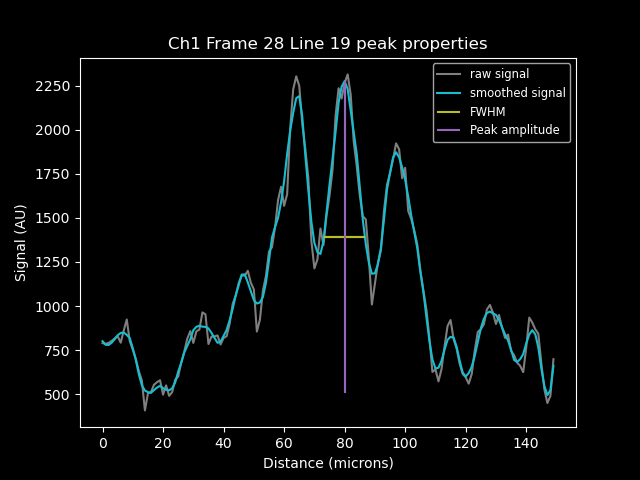 Ch1 Frame 28 Line 19 peak properties
raw signal
smoothed signal
FWHM
Peak amplitude
Signal (AU)
2250
2000
1750
1500
1250
1000
750
500
0 20 40 60 80 100 120 140
Distance (microns)